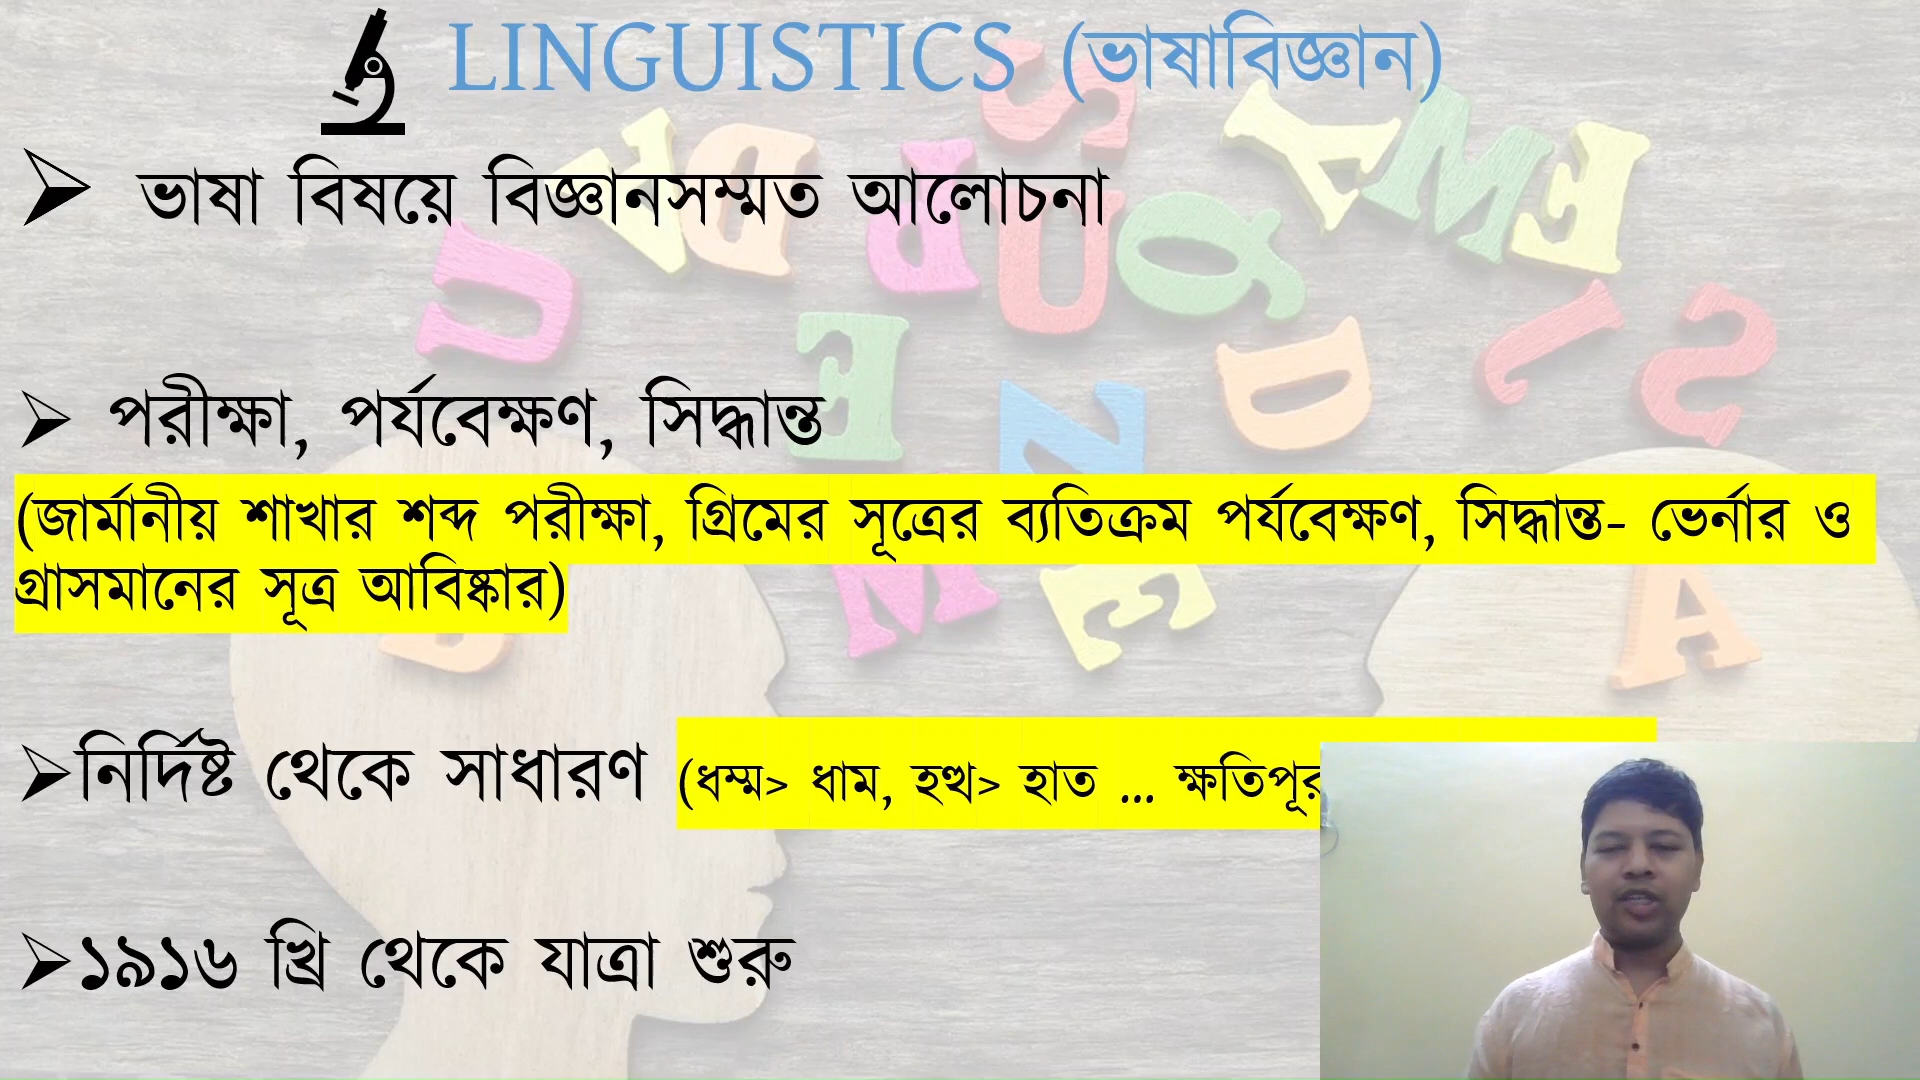 LINGUISTICS (ভাষাবিজ্ঞান)
ভাষা বিষয়ে বিজ্ঞানসম্মত আলোচনা
পরীক্ষা, পর্যবেক্ষণ, সিদ্ধান্ত
(জার্মানীয় শাখার শব্দ পরীক্ষা, গ্রিমের সূত্রের ব্যতিক্রম পর্যবেক্ষণ, সিদ্ধান্ত- ভের্নার ও
গ্রাসমানের সূত্র আবিষ্কার)
নির্দিষ্ট থেকে সাধারণ (ধম্ম> ধাম, হত্থ> হাত ...
১৯১৬ খ্রি থেকে যাত্রা শুরু